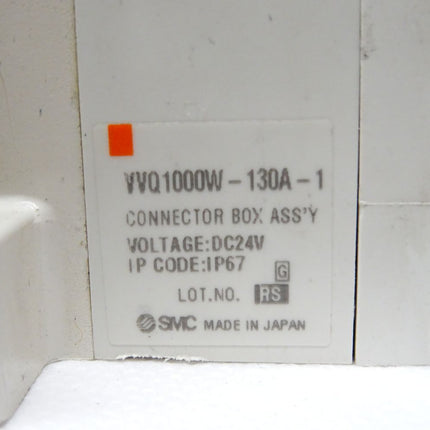 VVQ1000W-130A-1
CONNECTOR BOX ASS'Y
VOLTAGE:DC24V
IP CODE:IP67
G
LOT.NO. RS
SMC MADE IN JAPAN